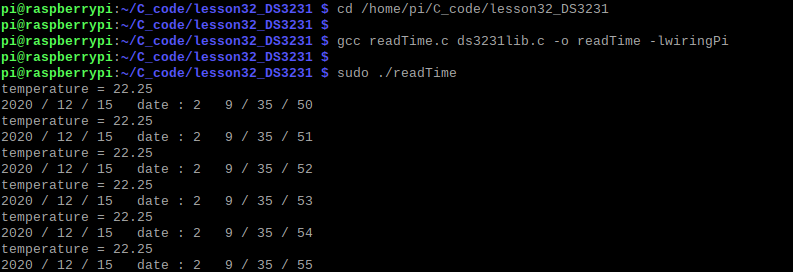 pi@raspberrypi:~/C_code/lesson32_DS3231 $ cd /home/pi/C_code/lesson32_DS3231
pi@raspberrypi:~/C_code/lesson32_DS3231 $
pi@raspberrypi:~/C_code/lesson32_DS3231 $ gcc readTime.c ds3231lib.c -o readTime -lwiringPi
pi@raspberrypi:~/C_code/lesson32_DS3231 $
pi@raspberrypi:~/C_code/lesson32_DS3231 $ sudo ./readTime
temperature = 22.25
2020 / 12 / 15   date : 2   9 / 35 / 50
temperature = 22.25
2020 / 12 / 15   date : 2   9 / 35 / 51
temperature = 22.25
2020 / 12 / 15   date : 2   9 / 35 / 52
temperature = 22.25
2020 / 12 / 15   date : 2   9 / 35 / 53
temperature = 22.25
2020 / 12 / 15   date : 2   9 / 35 / 54
temperature = 22.25
2020 / 12 / 15   date : 2   9 / 35 / 55